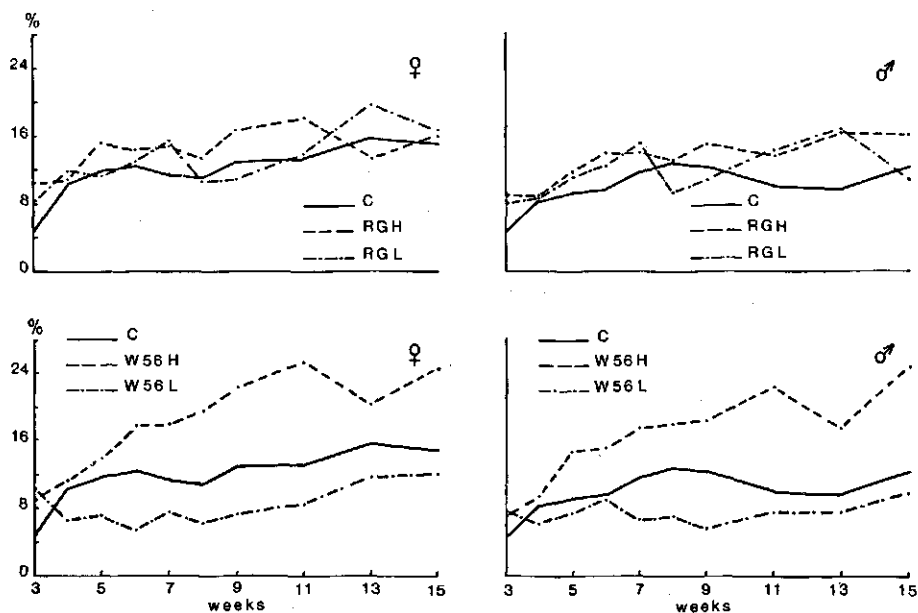 %
24
16
8
0
♀
C
RGH
RGL
♂
C
RGH
RGL
%
24
16
8
0
C
W56H
W56L
♀
3 5 7 9 11 13 15
weeks
C
W56H
W56L
♂
3 5 7 9 11 13 15
weeks